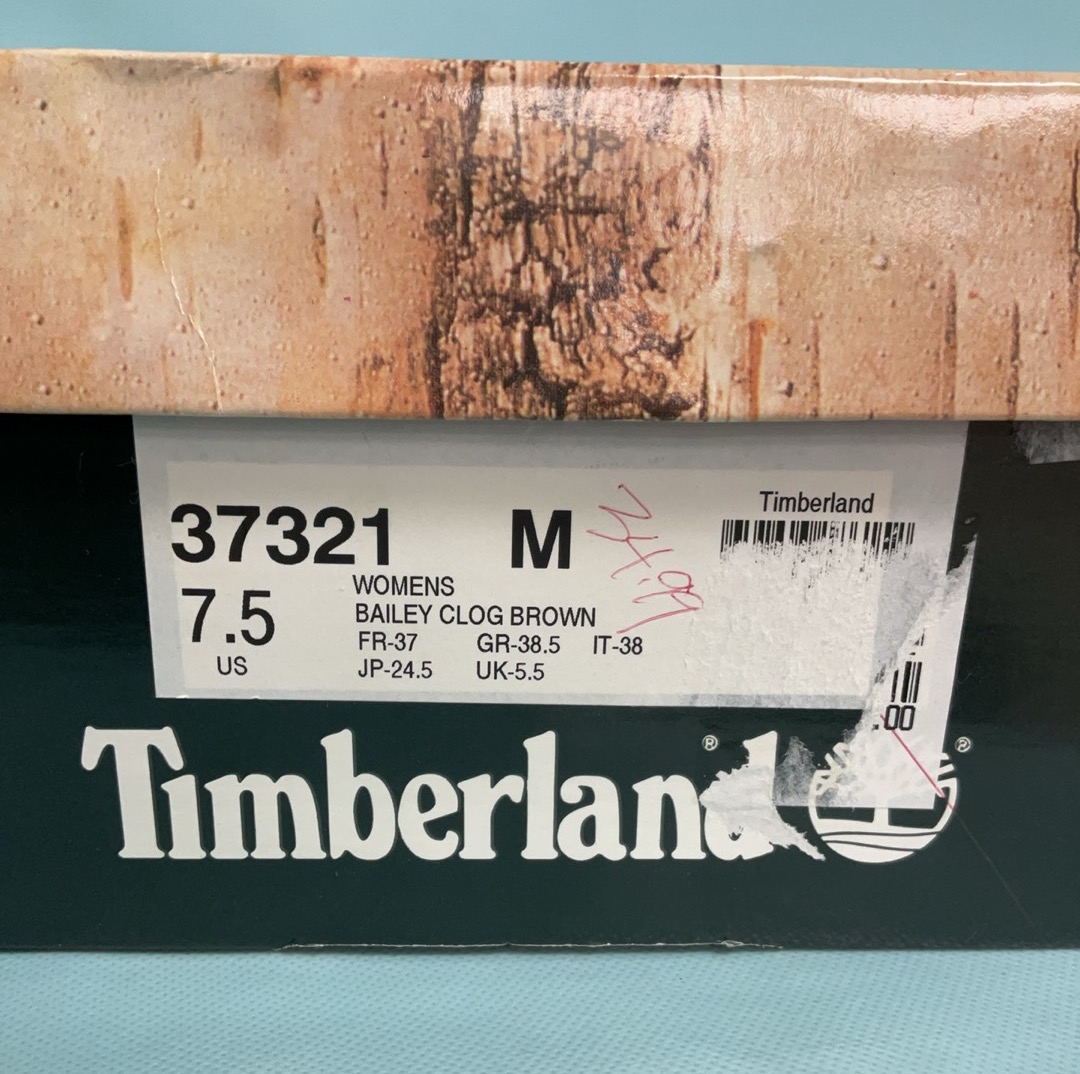 37321 M
7.5 WOMENS
BAILEY CLOG BROWN
FR-37 GR-38.5 IT-38
US JP-24.5 UK-5.5
Timberland
.00
Timberland® ®